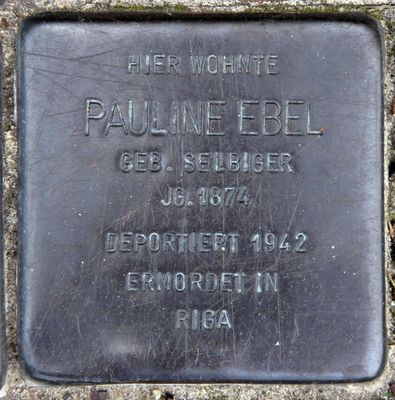 HIER WOHNTE
PAULINE EBEL
GEB. SELBIGER
JG. 1874
DEPORTIERT 1942
ERMORDET IN
RIGA